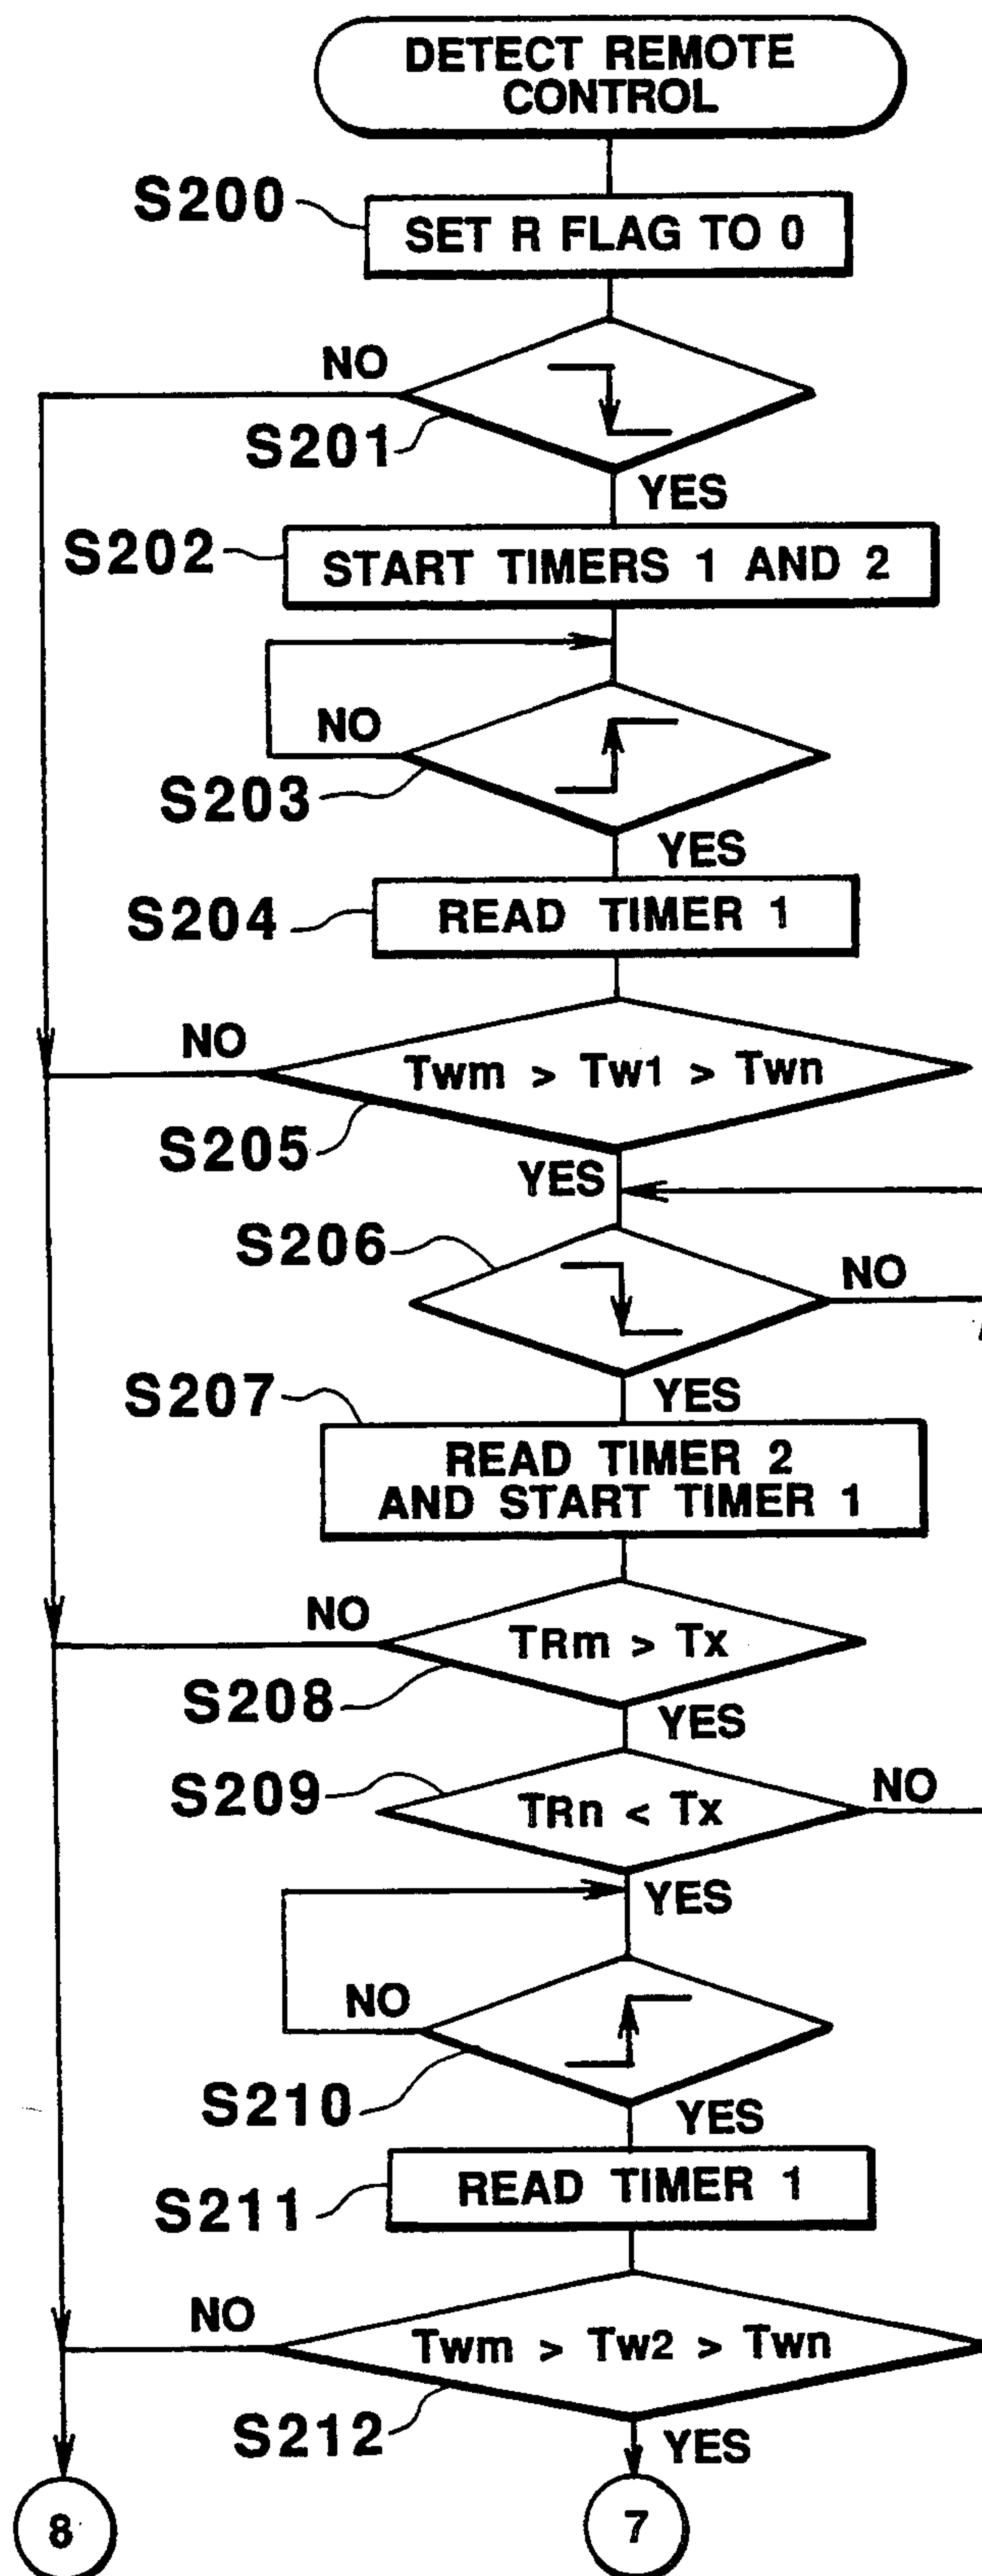 DETECT REMOTE
CONTROL
S200
SET R FLAG TO 0
NO
S201
YES
S202
START TIMERS 1 AND 2
NO
S203
YES
S204
READ TIMER 1
NO
Twm > Tw1 > Twn
S205
YES
S206
NO
S207
YES
READ TIMER 2
AND START TIMER 1
NO
TRm > Tx
S208
YES
S209
TRn < Tx
NO
YES
NO
S210
YES
S211
READ TIMER 1
NO
Twm > Tw2 > Twn
S212
YES
8
7